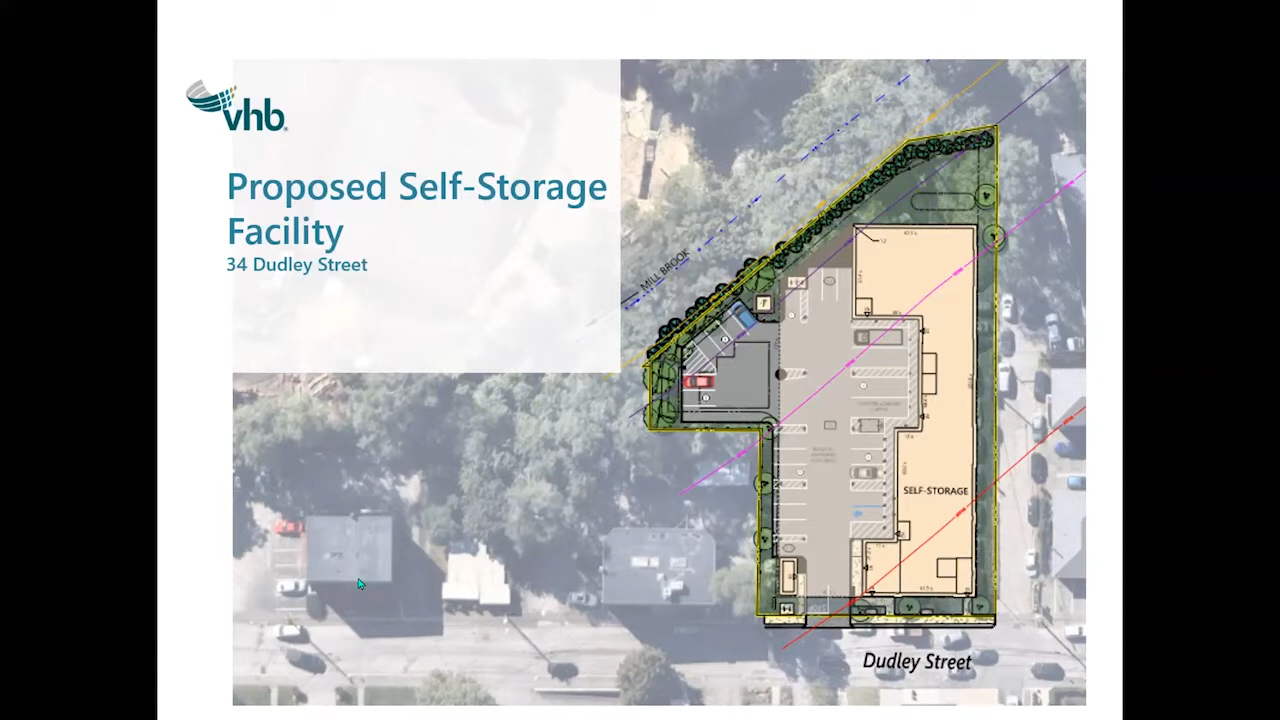 vhb
Proposed Self-Storage
Facility
34 Dudley Street
MILL BROOK
SELF-STORAGE
Dudley Street